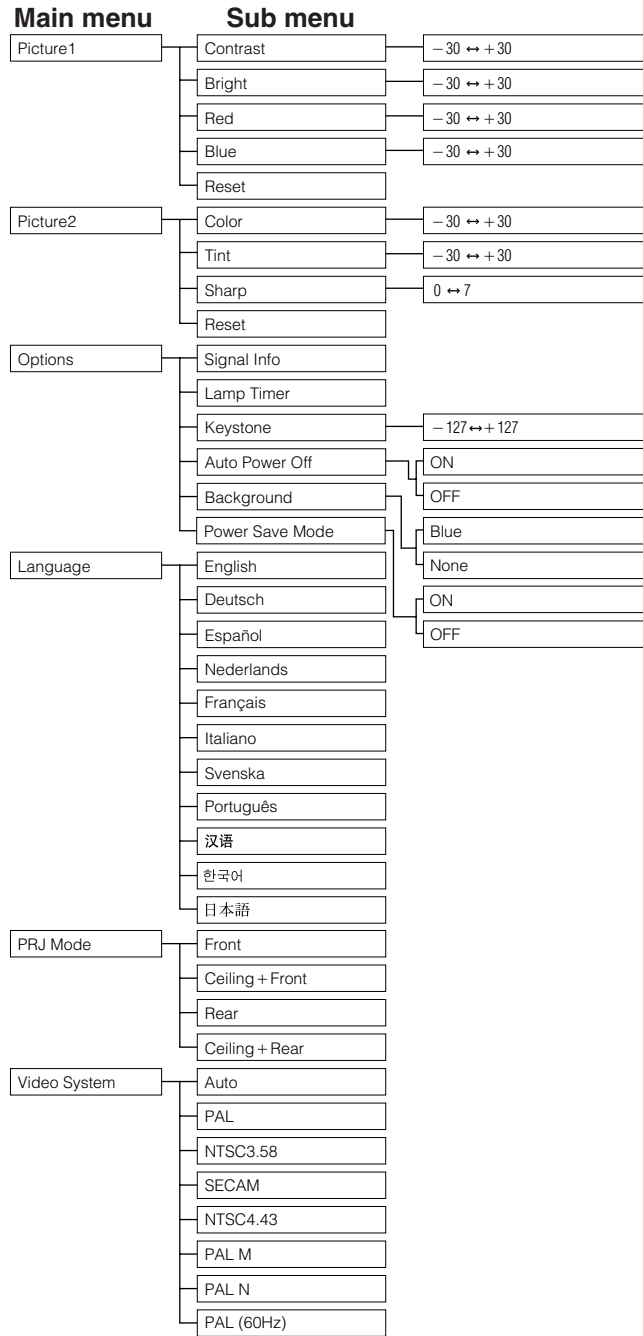 Main menu Sub menu
Picture1 Contrast −30 ↔ +30
Bright −30 ↔ +30
Red −30 ↔ +30
Blue −30 ↔ +30
Reset
Picture2 Color −30 ↔ +30
Tint −30 ↔ +30
Sharp 0 ↔ 7
Reset
Options Signal Info
Lamp Timer
Keystone −127 ↔ +127
Auto Power Off ON
Background OFF
Power Save Mode Blue
Language English None
Deutsch ON
Español OFF
Nederlands
Français
Italiano
Svenska
Português
汉语
한국어
日本語
PRJ Mode Front
Ceiling+Front
Rear
Ceiling+Rear
Video System Auto
PAL
NTSC3.58
SECAM
NTSC4.43
PAL M
PAL N
PAL (60Hz)